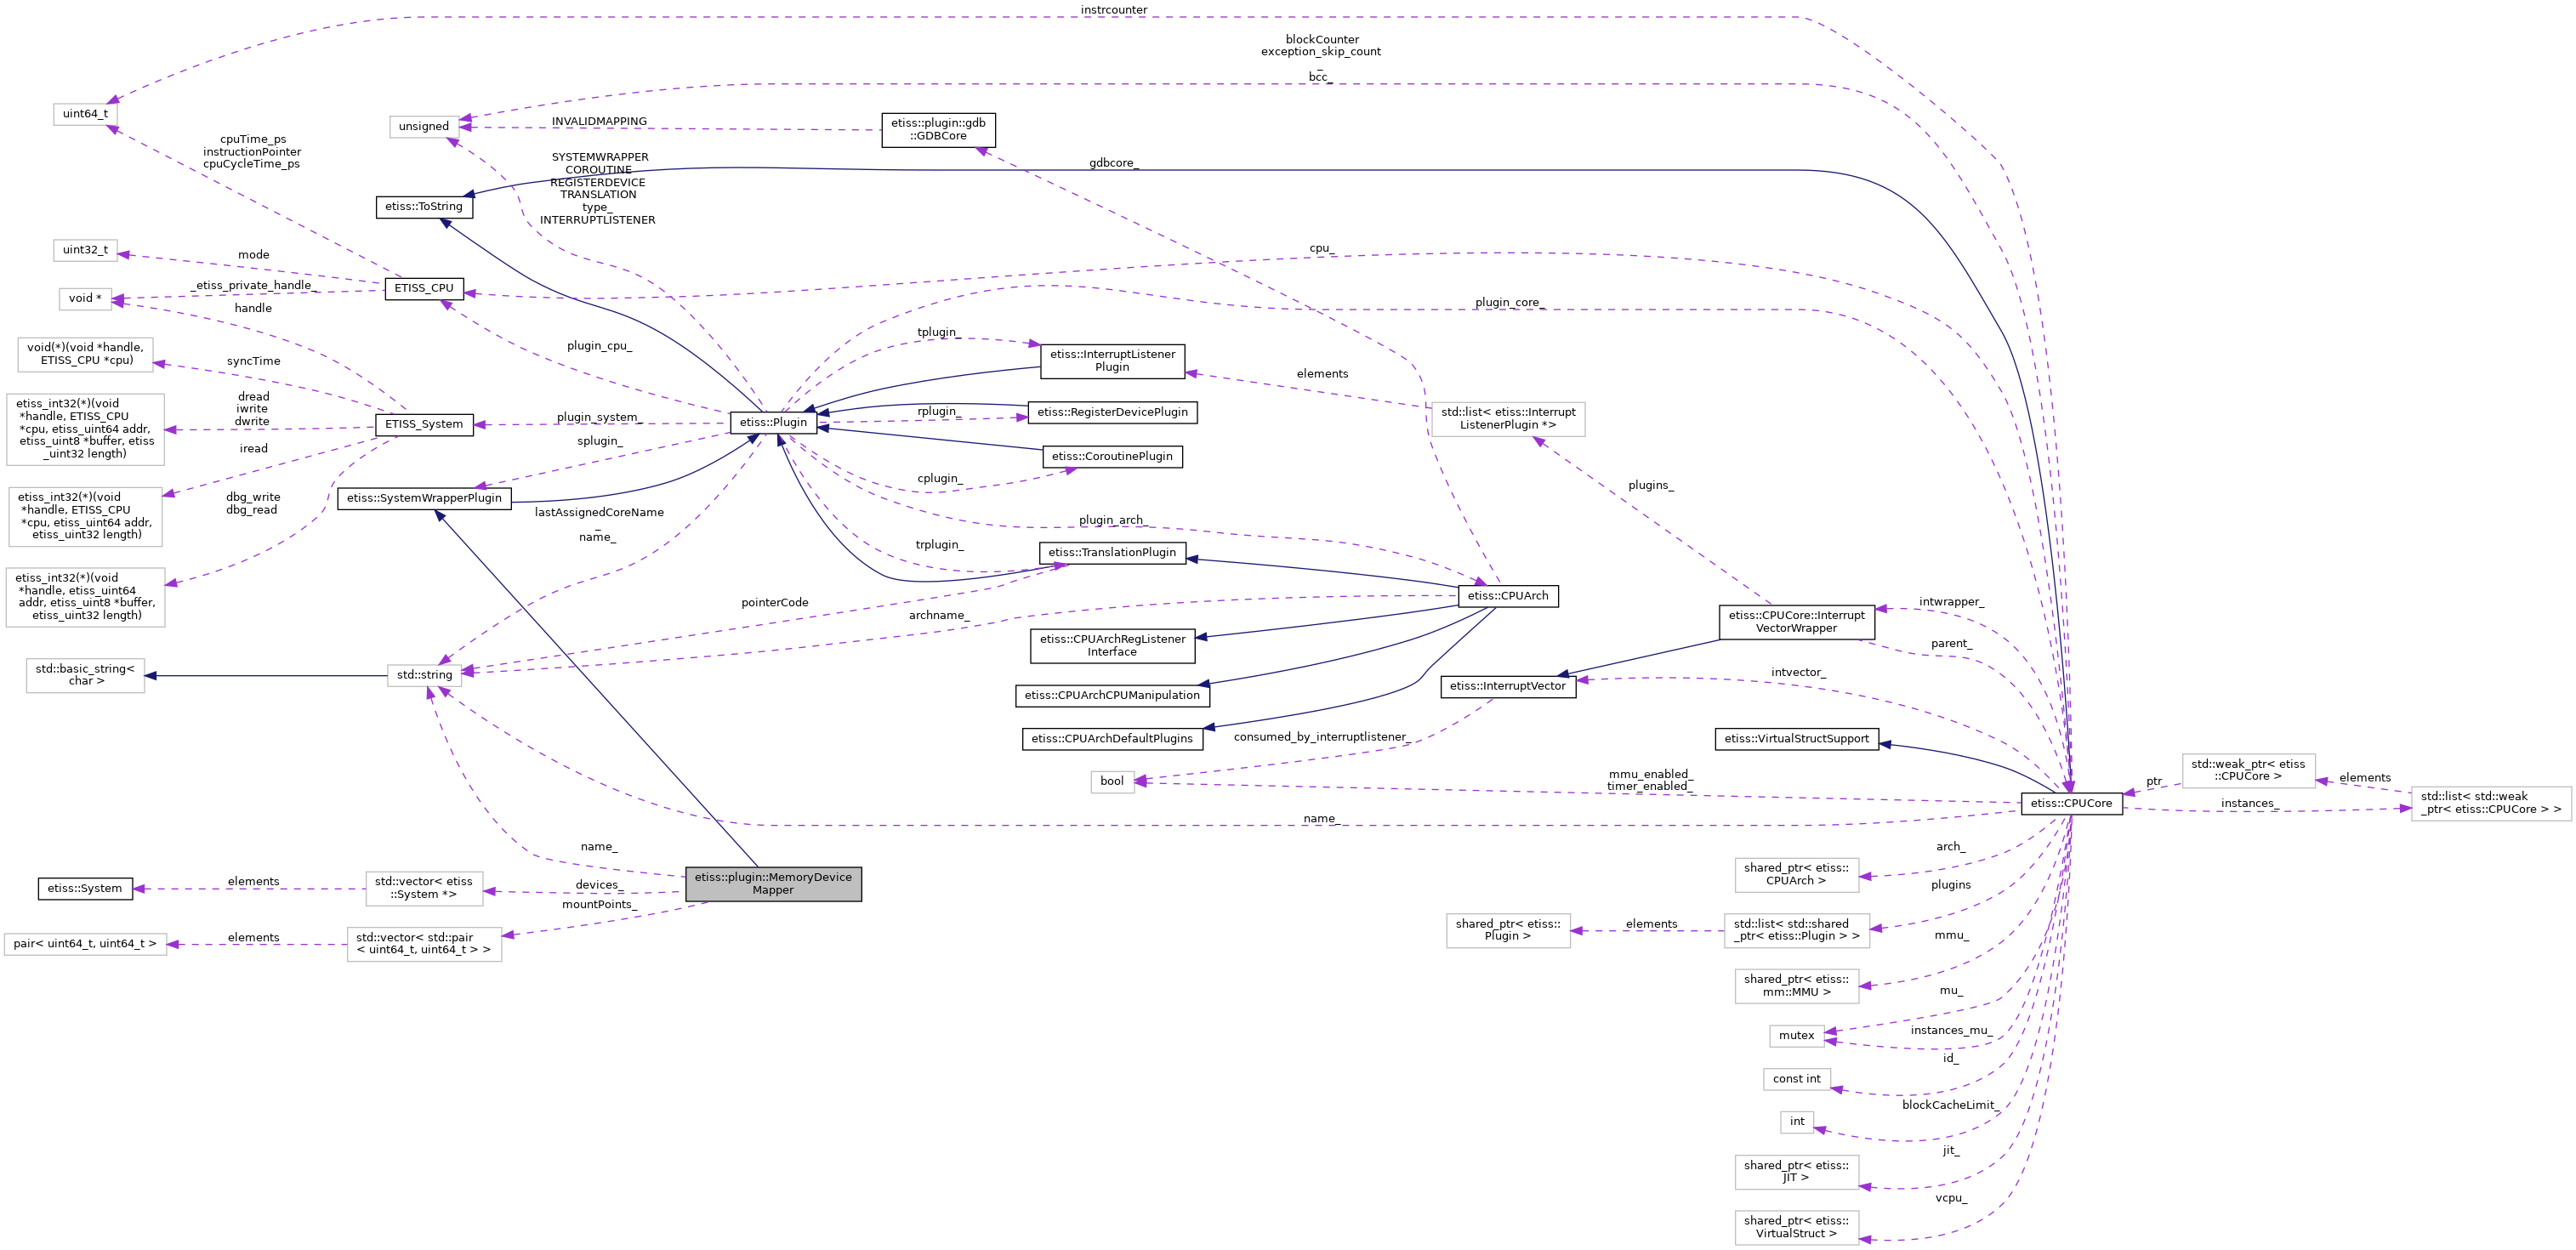 instrcounter
blockCounter
exception_skip_count
_
bcc_
uint64_t
unsigned
INVALIDMAPPING
etiss::plugin::gdb
::GDBCore
cpuTime_ps
instructionPointer
cpuCycleTime_ps
SYSTEMWRAPPER
COROUTINE
REGISTERDEVICE
TRANSLATION
type_
INTERRUPTLISTENER
gdbcore_
etiss::ToString
uint32_t
mode
cpu_
ETISS_CPU
void *
_etiss_private_handle_
handle
plugin_core_
void(*)(void *handle,
ETISS_CPU *cpu)
syncTime
plugin_cpu_
tplugin_
etiss::InterruptListener
Plugin
elements
etiss_int32(*)(void
*handle, ETISS_CPU
*cpu, etiss_uint64 addr,
etiss_uint8 *buffer, etiss
_uint32 length)
dread
iwrite
dwrite
ETISS_System
plugin_system_
etiss::Plugin
rplugin_
etiss::RegisterDevicePlugin
std::list< etiss::Interrupt
ListenerPlugin *>
iread
splugin_
etiss::CoroutinePlugin
cplugin_
plugins_
etiss_int32(*)(void
*handle, ETISS_CPU
*cpu, etiss_uint64 addr,
etiss_uint32 length)
dbg_write
dbg_read
etiss::SystemWrapperPlugin
lastAssignedCoreName
_
name_
plugin_arch_
trplugin_
etiss::TranslationPlugin
etiss_int32(*)(void
*handle, etiss_uint64
addr, etiss_uint8 *buffer,
etiss_uint32 length)
pointerCode
archname_
etiss::CPUArch
intwrapper_
etiss::CPUCore::Interrupt
VectorWrapper
parent_
etiss::CPUArchRegListener
Interface
std::basic_string<
char >
std::string
etiss::CPUArchCPUManipulation
etiss::InterruptVector
intvector_
etiss::CPUArchDefaultPlugins
consumed_by_interruptlistener_
etiss::VirtualStructSupport
bool
mmu_enabled_
timer_enabled_
std::weak_ptr< etiss
::CPUCore >
ptr
elements
etiss::CPUCore
instances_
std::list< std::weak
_ptr< etiss::CPUCore > >
name_
name_
arch_
shared_ptr< etiss::
CPUArch >
etiss::System
elements
std::vector< etiss
::System *>
devices_
etiss::plugin::MemoryDevice
Mapper
mountPoints_
plugins
pair< uint64_t, uint64_t >
elements
std::vector< std::pair
< uint64_t, uint64_t > >
shared_ptr< etiss::
Plugin >
elements
std::list< std::shared
_ptr< etiss::Plugin > >
mmu_
shared_ptr< etiss::
mm::MMU >
mu_
mutex
instances_mu_
id_
const int
blockCacheLimit_
int
jit_
shared_ptr< etiss::
JIT >
vcpu_
shared_ptr< etiss::
VirtualStruct >